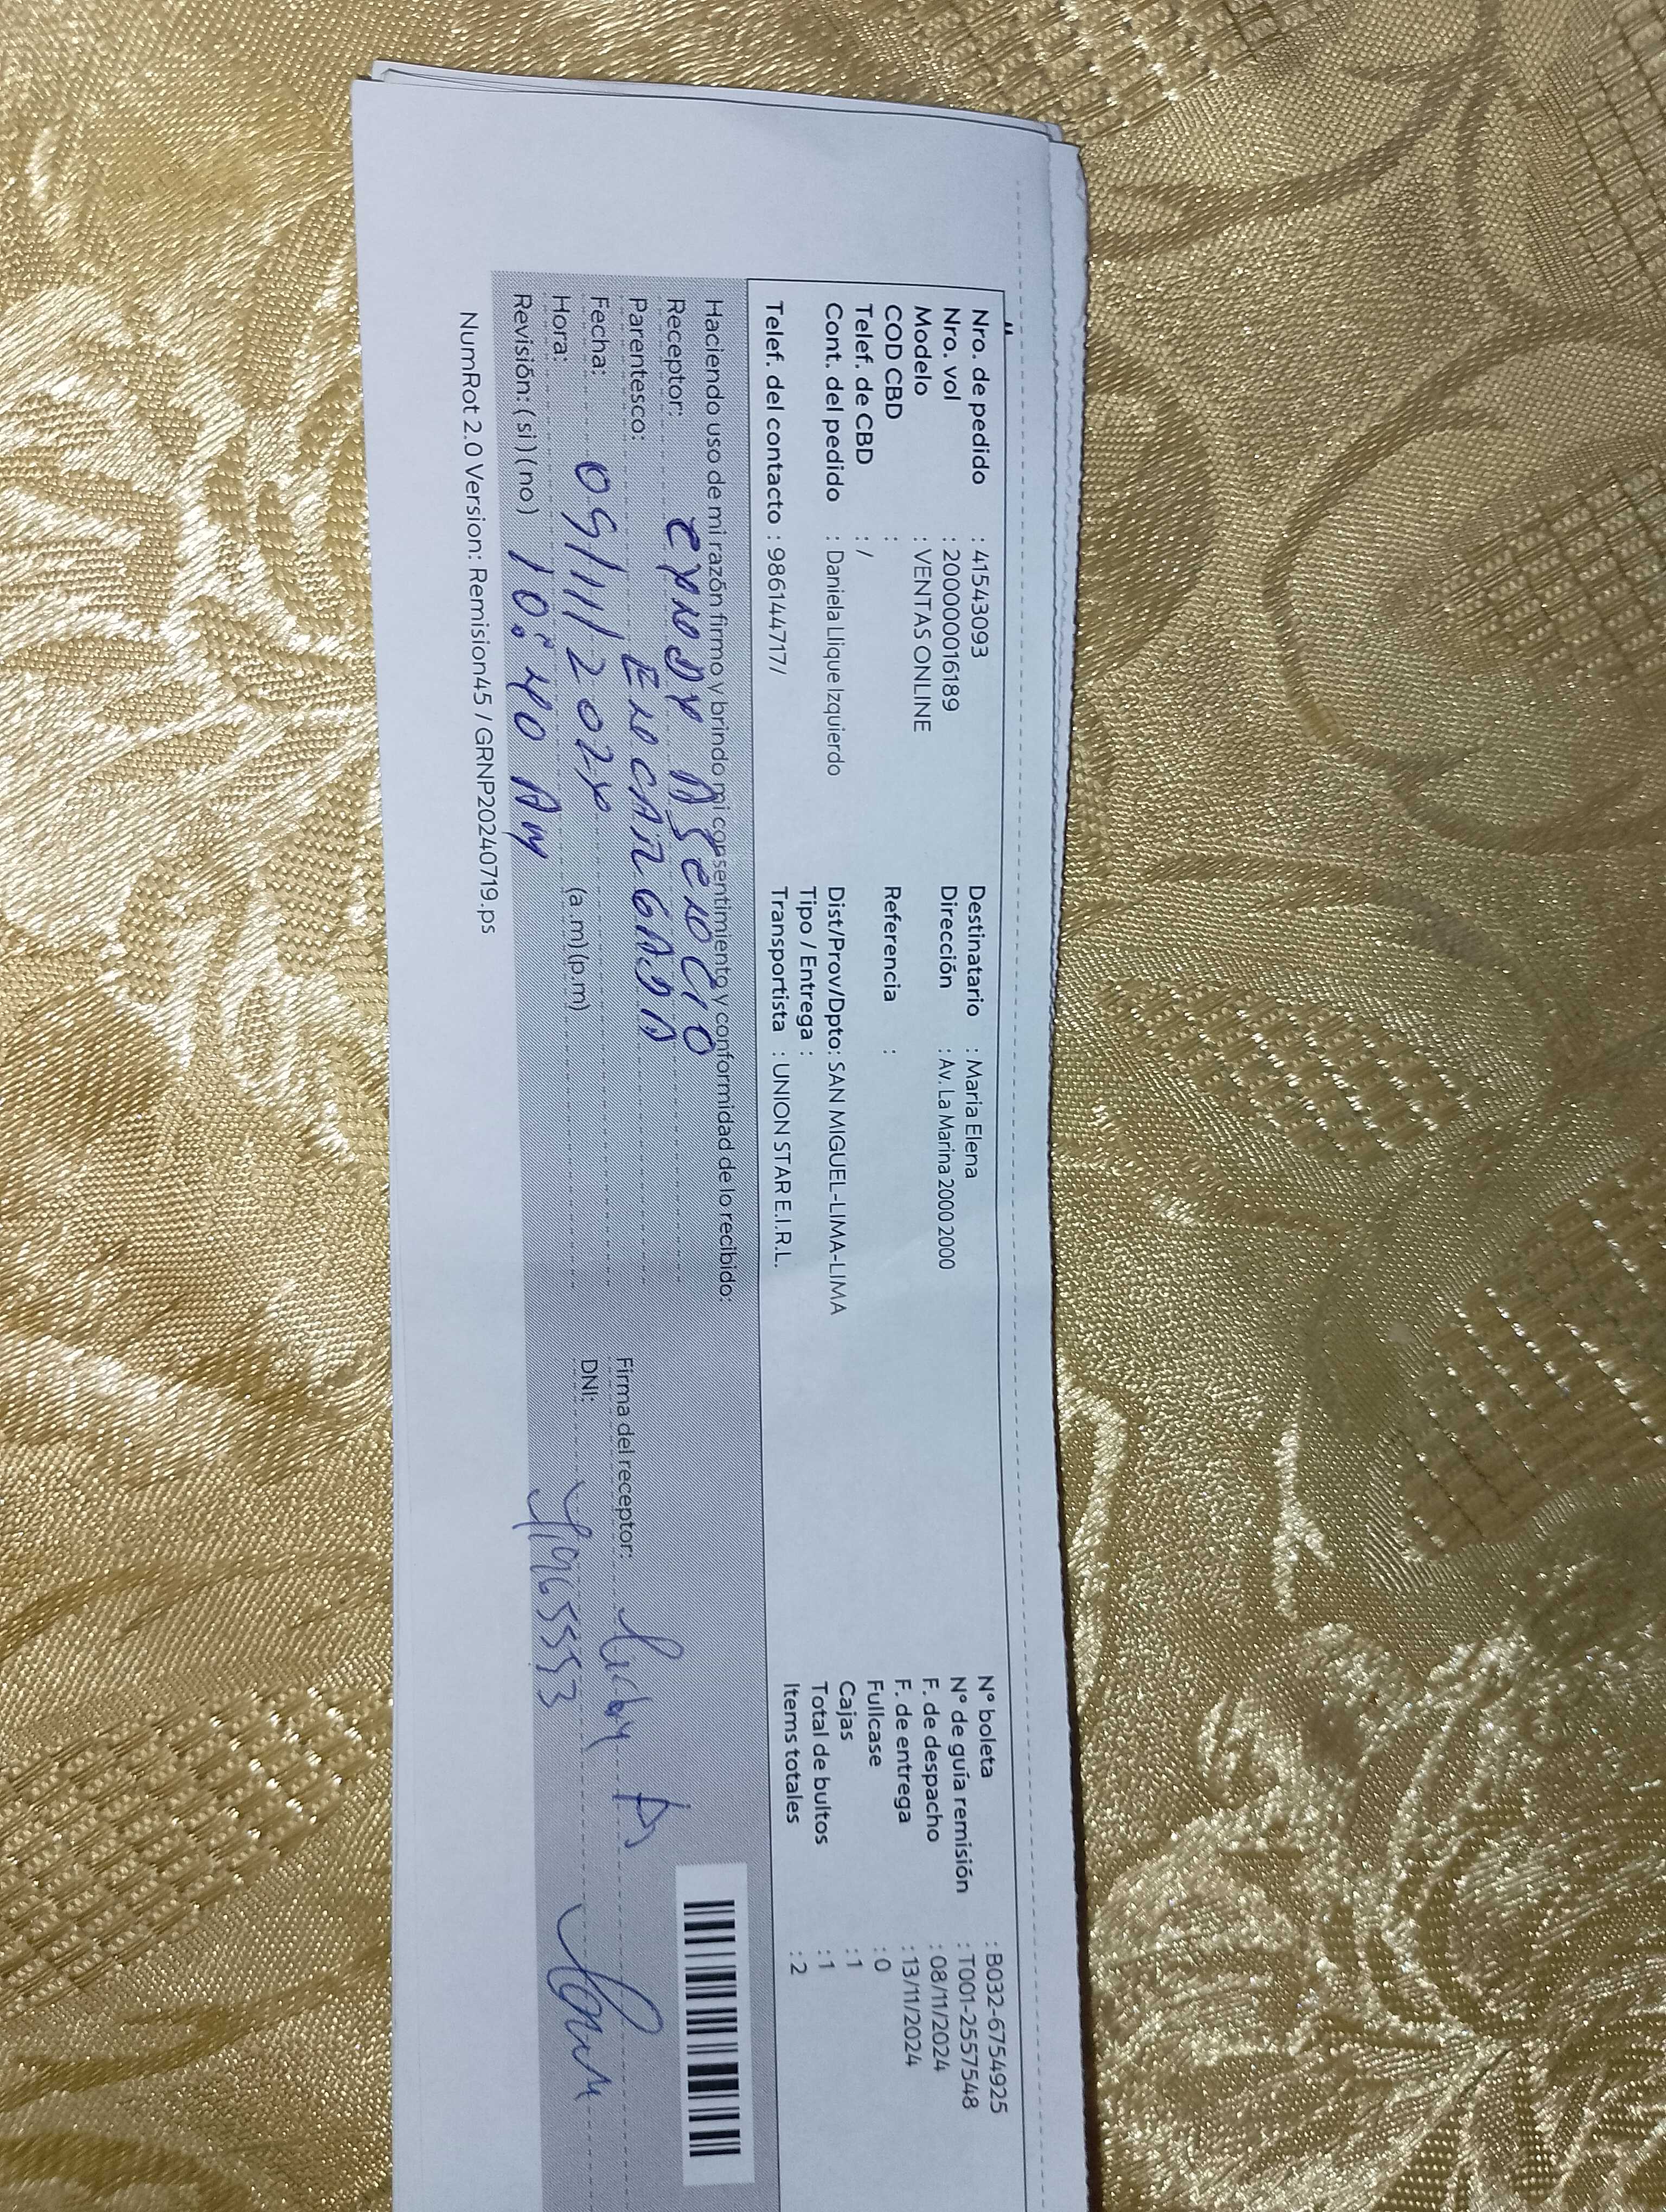 Nro. de pedido : 41543093
Nro. vol : 2000000016189
Modelo : VENTAS ONLINE
COD CBD :
Telef. de CBD : /
Cont. del pedido : Daniela Llique Izquierdo
Telef. del contacto : 986144717/
Destinatario : Maria Elena
Dirección : Av. La Marina 2000 2000
Referencia :
Dist/Prov/Dpto: SAN MIGUEL-LIMA-LIMA
Tipo / Entrega :
Transportista : UNION STAR E.I.R.L.
N° boleta : B032-6754925
N° de guía remisión : T001-2557548
F. de despacho : 08/11/2024
F. de entrega : 13/11/2024
Fullcase : 0
Cajas : 1
Total de bultos : 1
Items totales : 2
Haciendo uso de mi razón firmo y brindo mi consentimiento y conformidad de lo recibido:
Receptor: ASENCIO
Parentesco: ENCARGADA
Fecha: 09/11/2024
Hora: 10:40 AM (a.m)(p.m)
Revisión: (si)(no)
Firma del receptor:
DNI:
NumRot 2.0 Version: Remision45 / GRNP20240719.ps